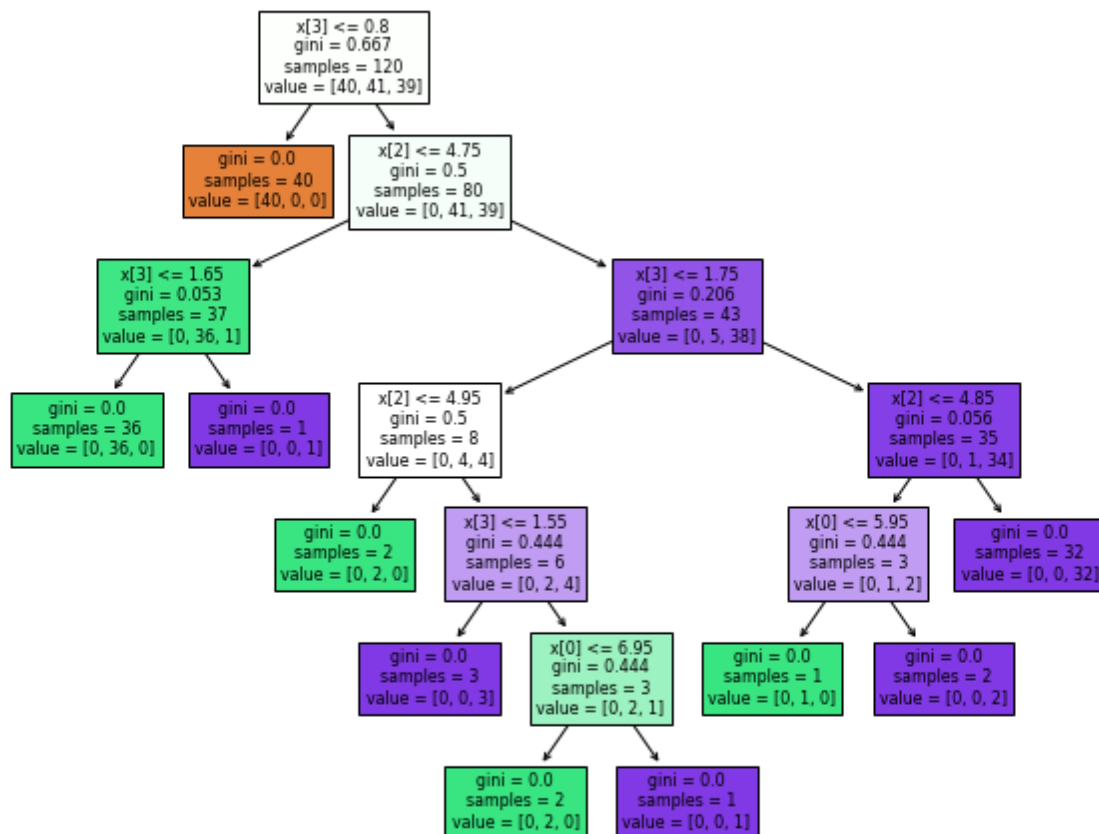 x[3] <= 0.8
gini = 0.667
samples = 120
value = [40, 41, 39]
gini = 0.0
samples = 40
value = [40, 0, 0]
x[2] <= 4.75
gini = 0.5
samples = 80
value = [0, 41, 39]
x[3] <= 1.65
gini = 0.053
samples = 37
value = [0, 36, 1]
x[3] <= 1.75
gini = 0.206
samples = 43
value = [0, 5, 38]
gini = 0.0
samples = 36
value = [0, 36, 0]
gini = 0.0
samples = 1
value = [0, 0, 1]
x[2] <= 4.95
gini = 0.5
samples = 8
value = [0, 4, 4]
x[2] <= 4.85
gini = 0.056
samples = 35
value = [0, 1, 34]
gini = 0.0
samples = 2
value = [0, 2, 0]
x[3] <= 1.55
gini = 0.444
samples = 6
value = [0, 2, 4]
x[0] <= 5.95
gini = 0.444
samples = 3
value = [0, 1, 2]
gini = 0.0
samples = 32
value = [0, 0, 32]
gini = 0.0
samples = 3
value = [0, 0, 3]
x[0] <= 6.95
gini = 0.444
samples = 3
value = [0, 2, 1]
gini = 0.0
samples = 1
value = [0, 1, 0]
gini = 0.0
samples = 2
value = [0, 0, 2]
gini = 0.0
samples = 2
value = [0, 2, 0]
gini = 0.0
samples = 1
value = [0, 0, 1]